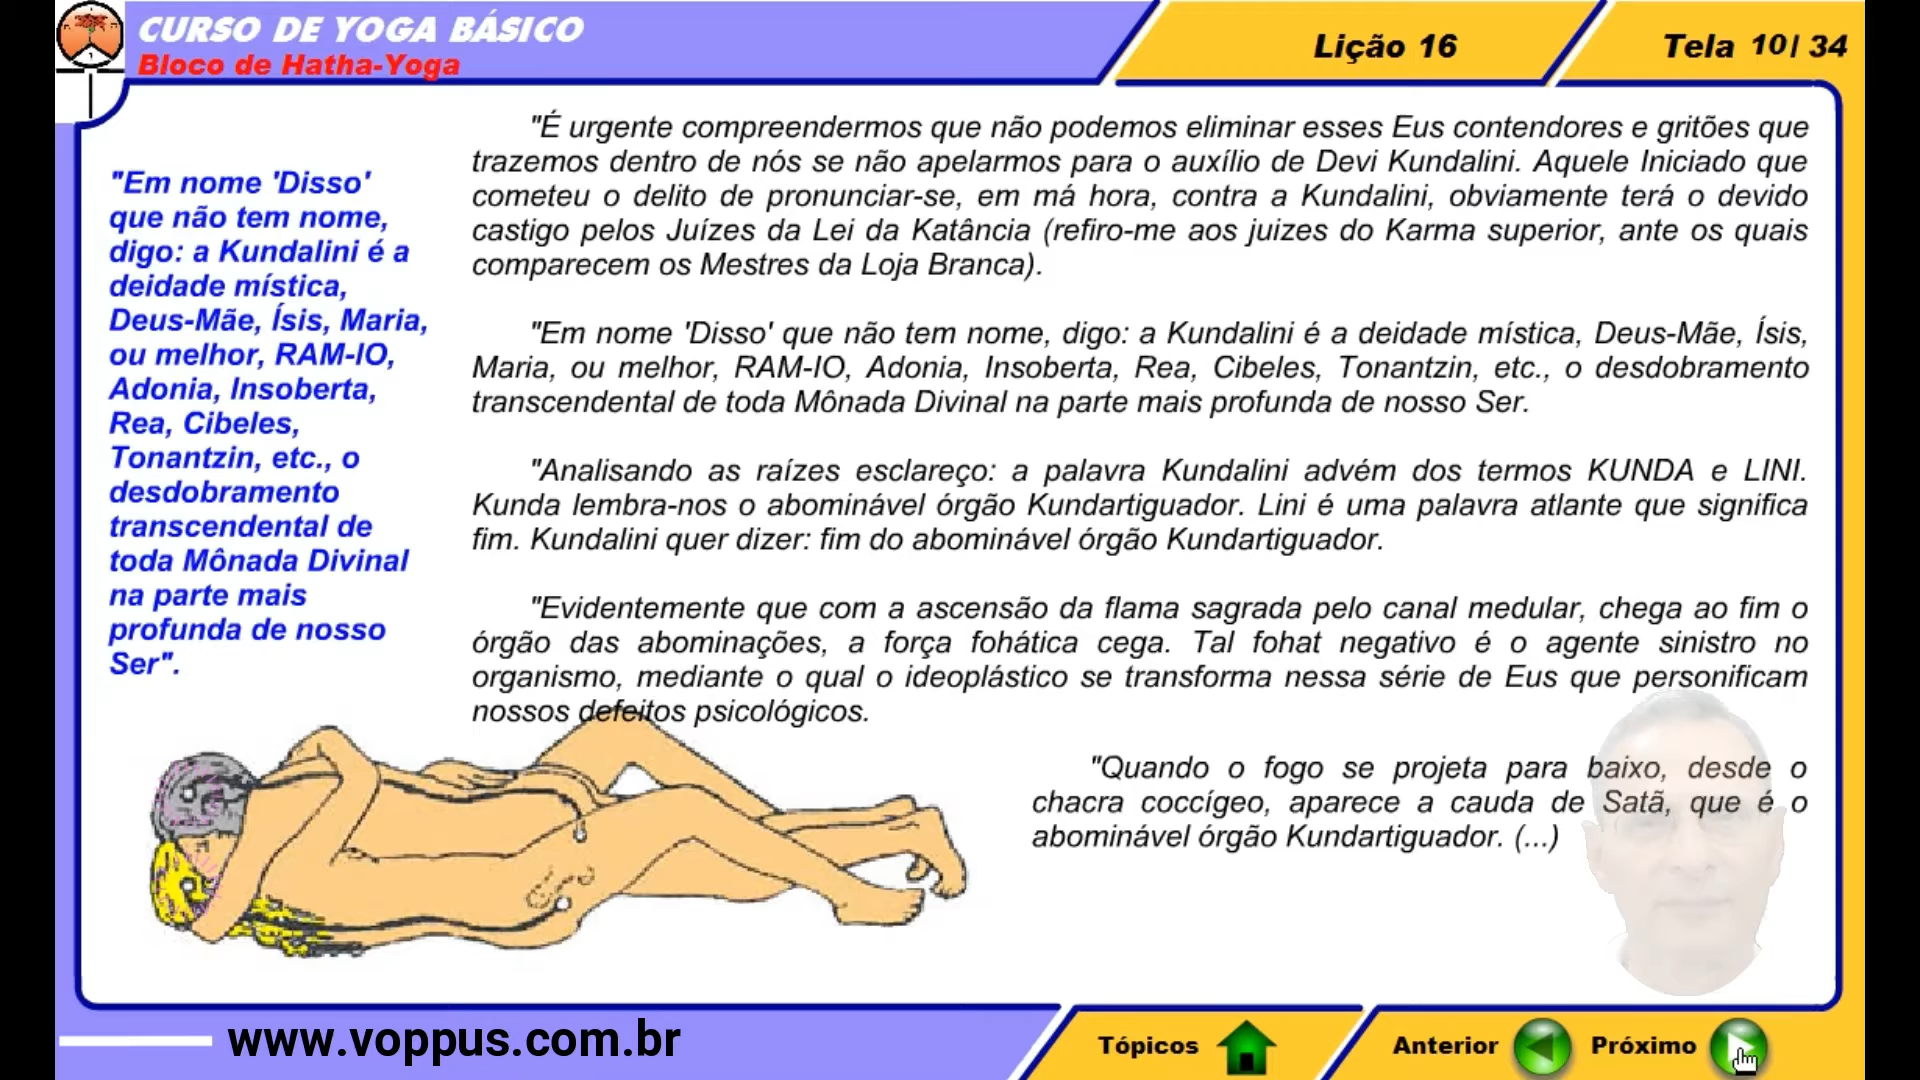 CURSO DE YOGA BÁSICO
Bloco de Hatha-Yoga
Lição 16
Tela 10/ 34
"Em nome 'Disso'
que não tem nome,
digo: a Kundalini é a
deidade mística,
Deus-Mãe, Ísis, Maria,
ou melhor, RAM-IO,
Adonia, Insoberta,
Rea, Cibeles,
Tonantzin, etc., o
desdobramento
transcendental de
toda Mônada Divinal
na parte mais
profunda de nosso
Ser".
"É urgente compreendermos que não podemos eliminar esses Eus contendores e gritões que
trazemos dentro de nós se não apelarmos para o auxílio de Devi Kundalini. Aquele Iniciado que
cometeu o delito de pronunciar-se, em má hora, contra a Kundalini, obviamente terá o devido
castigo pelos Juízes da Lei da Katância (refiro-me aos juizes do Karma superior, ante os quais
comparecem os Mestres da Loja Branca).
"Em nome 'Disso' que não tem nome, digo: a Kundalini é a deidade mística, Deus-Mãe, Ísis,
Maria, ou melhor, RAM-IO, Adonia, Insoberta, Rea, Cibeles, Tonantzin, etc., o desdobramento
transcendental de toda Mônada Divinal na parte mais profunda de nosso Ser.
"Analisando as raízes esclareço: a palavra Kundalini advém dos termos KUNDA e LINI.
Kunda lembra-nos o abominável órgão Kundartiguador. Lini é uma palavra atlante que significa
fim. Kundalini quer dizer: fim do abominável órgão Kundartiguador.
"Evidentemente que com a ascensão da flama sagrada pelo canal medular, chega ao fim o
órgão das abominações, a força fohática cega. Tal fohat negativo é o agente sinistro no
organismo, mediante o qual o ideoplástico se transforma nessa série de Eus que personificam
nossos defeitos psicológicos.
"Quando o fogo se projeta para baixo, desde o
chacra coccígeo, aparece a cauda de Satã, que é o
abominável órgão Kundartiguador. (...)
www.voppus.com.br
Tópicos
Anterior
Próximo